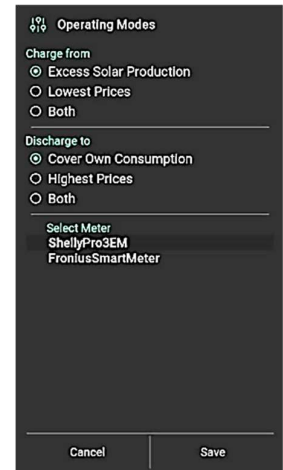 Operating Modes
Charge from
Excess Solar Production
Lowest Prices
Both
Discharge to
Cover Own Consumption
Highest Prices
Both
Select Meter
ShellyPro3EM
FroniusSmartMeter
Cancel Save